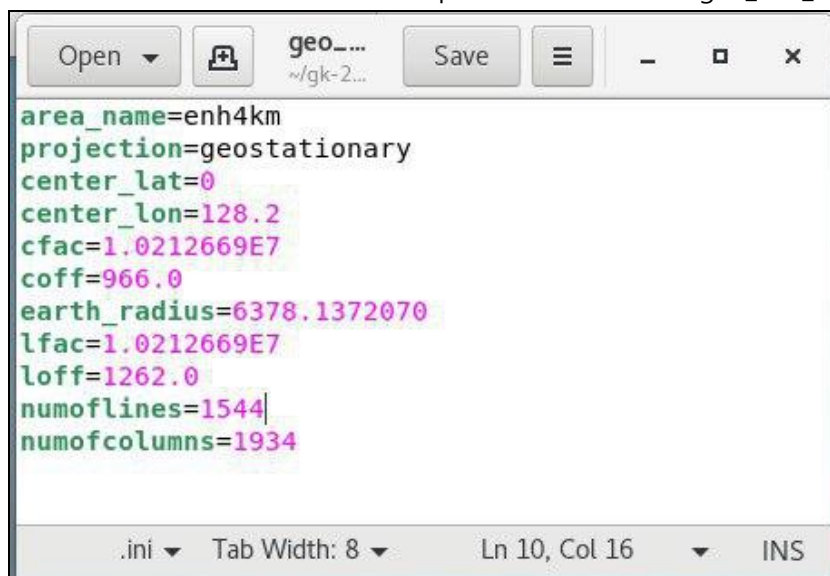 Open
geo_...
~/gk-2...
Save
area_name=enh4km
projection=geostationary
center_lat=0
center_lon=128.2
cfac=1.0212669E7
coff=966.0
earth_radius=6378.1372070
lfac=1.0212669E7
loff=1262.0
numoflines=1544
numofcolumns=1934
.ini Tab Width: 8 Ln 10, Col 16 INS